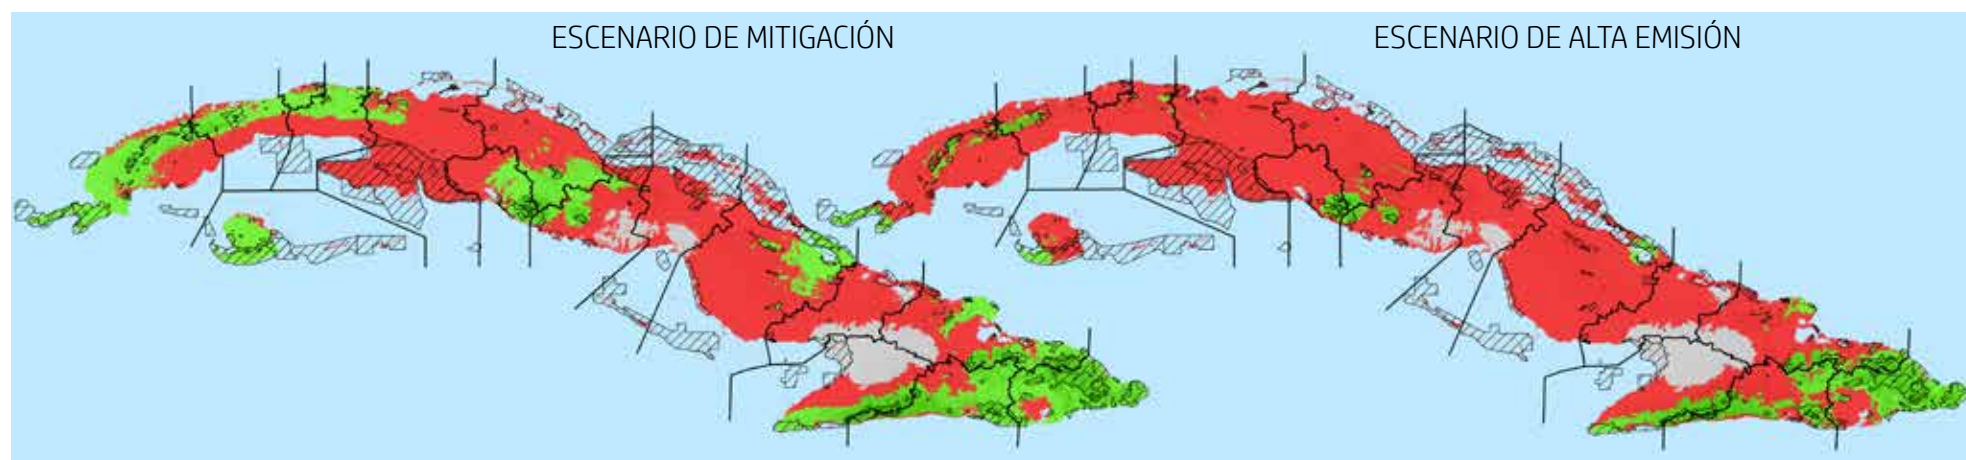 ESCENARIO DE MITIGACIÓN
ESCENARIO DE ALTA EMISIÓN